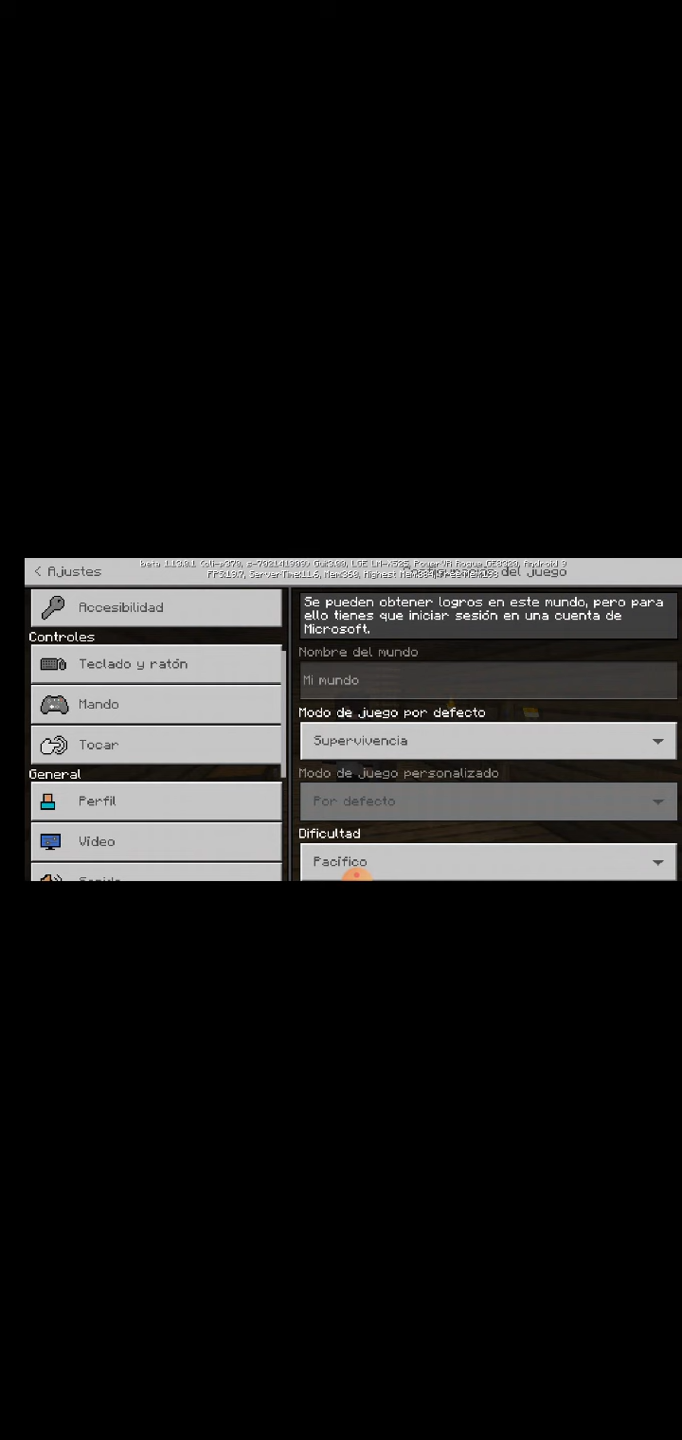 < Ajustes
Configuraciones del juego
Accesibilidad
Controles
Teclado y ratón
Mando
Tocar
General
Perfil
Vídeo
Sonido
Se pueden obtener logros en este mundo, pero para
ello tienes que iniciar sesión en una cuenta de
Microsoft.
Nombre del mundo
Mi mundo
Modo de juego por defecto
Supervivencia
Modo de juego personalizado
Por defecto
Dificultad
Pacífico